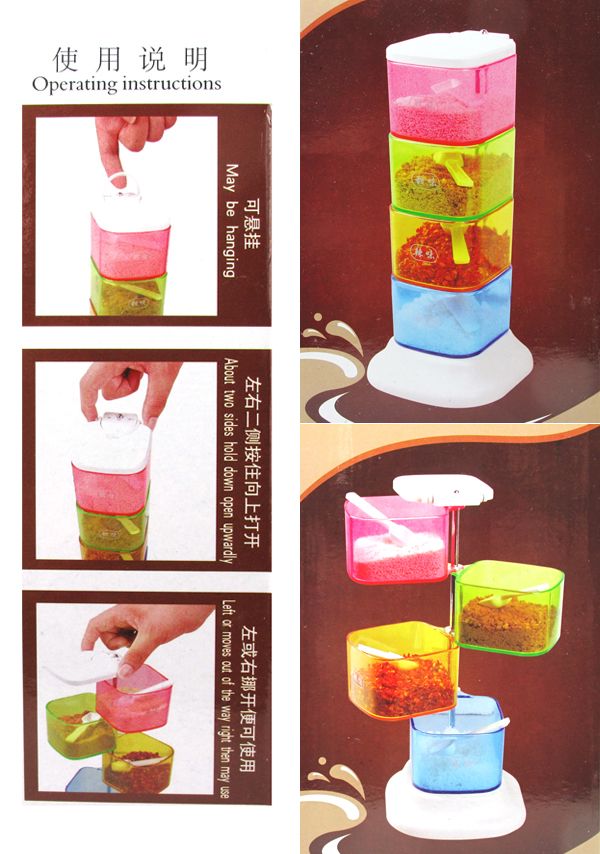 使用说明
Operating instructions
可悬挂
May be hanging
左右二侧按住向上打开
About two sides hold down open upwardly
左或右挪开便可使用
Left or moves out of the way right then may use
辣味